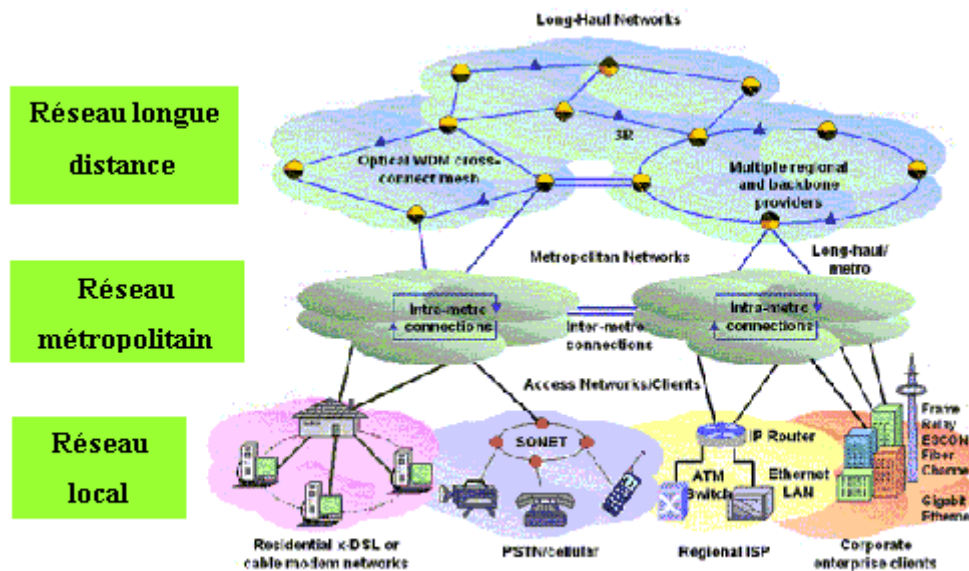 Long-Haul Networks
Réseau longue
distance
3R
Optical WDM cross-
connect mesh
Multiple regional
and backbone
providers
Metropolitan Networks
Long-haul/
metro
Réseau
métropolitain
Intra-metro
connections
Inter-metro
connections
Intra-metro
connections
Access Networks/Clients
Réseau
local
SONET
IP Router
ATM
Switch
Ethernet
LAN
Frame
Relay
ESCON
Fiber
Channel
Gigabit
Ethernet
Residential x-DSL or
cable modem networks
PSTN/cellular
Regional ISP
Corporate
enterprise clients